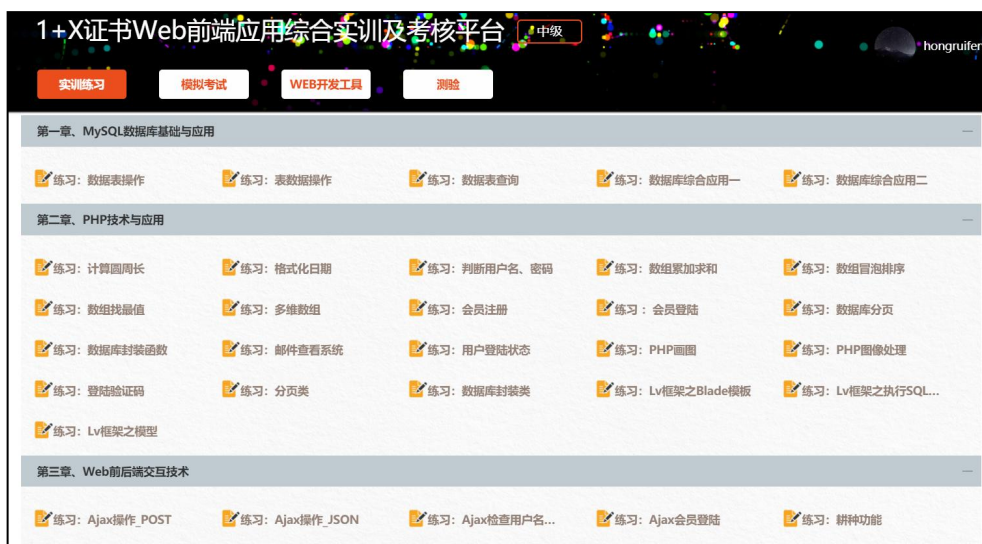 1+X证书Web前端应用综合实训及考核平台 中级
hongruifen
实训练习 模拟考试 WEB开发工具 测验
第一章、MySQL数据库基础与应用
练习：数据表操作 练习：表数据操作 练习：数据表查询 练习：数据库综合应用一 练习：数据库综合应用二
第二章、PHP技术与应用
练习：计算圆周长 练习：格式化日期 练习：判断用户名、密码 练习：数组累加求和 练习：数组冒泡排序
练习：数组找最值 练习：多维数组 练习：会员注册 练习 ：会员登陆 练习：数据库分页
练习：数据库封装函数 练习：邮件查看系统 练习：用户登陆状态 练习：PHP画图 练习：PHP图像处理
练习：登陆验证码 练习：分页类 练习：数据库封装类 练习：Lv框架之Blade模板 练习：Lv框架之执行SQL...
练习：Lv框架之模型
第三章、Web前后端交互技术
练习：Ajax操作_POST 练习：Ajax操作_JSON 练习：Ajax检查用户名... 练习：Ajax会员登陆 练习：耕种功能